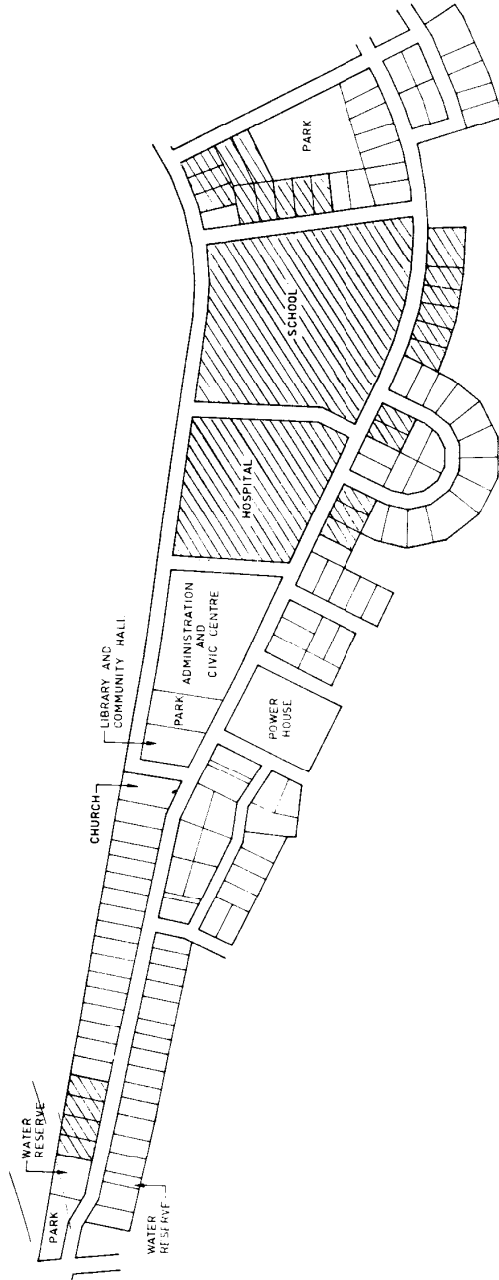 PARK
WATER
RESERVE
WATER
RESERVE
CHURCH
LIBRARY AND
COMMUNITY HALL
PARK
ADMINISTRATION
AND
CIVIC CENTRE
POWER
HOUSE
HOSPITAL
SCHOOL
PARK